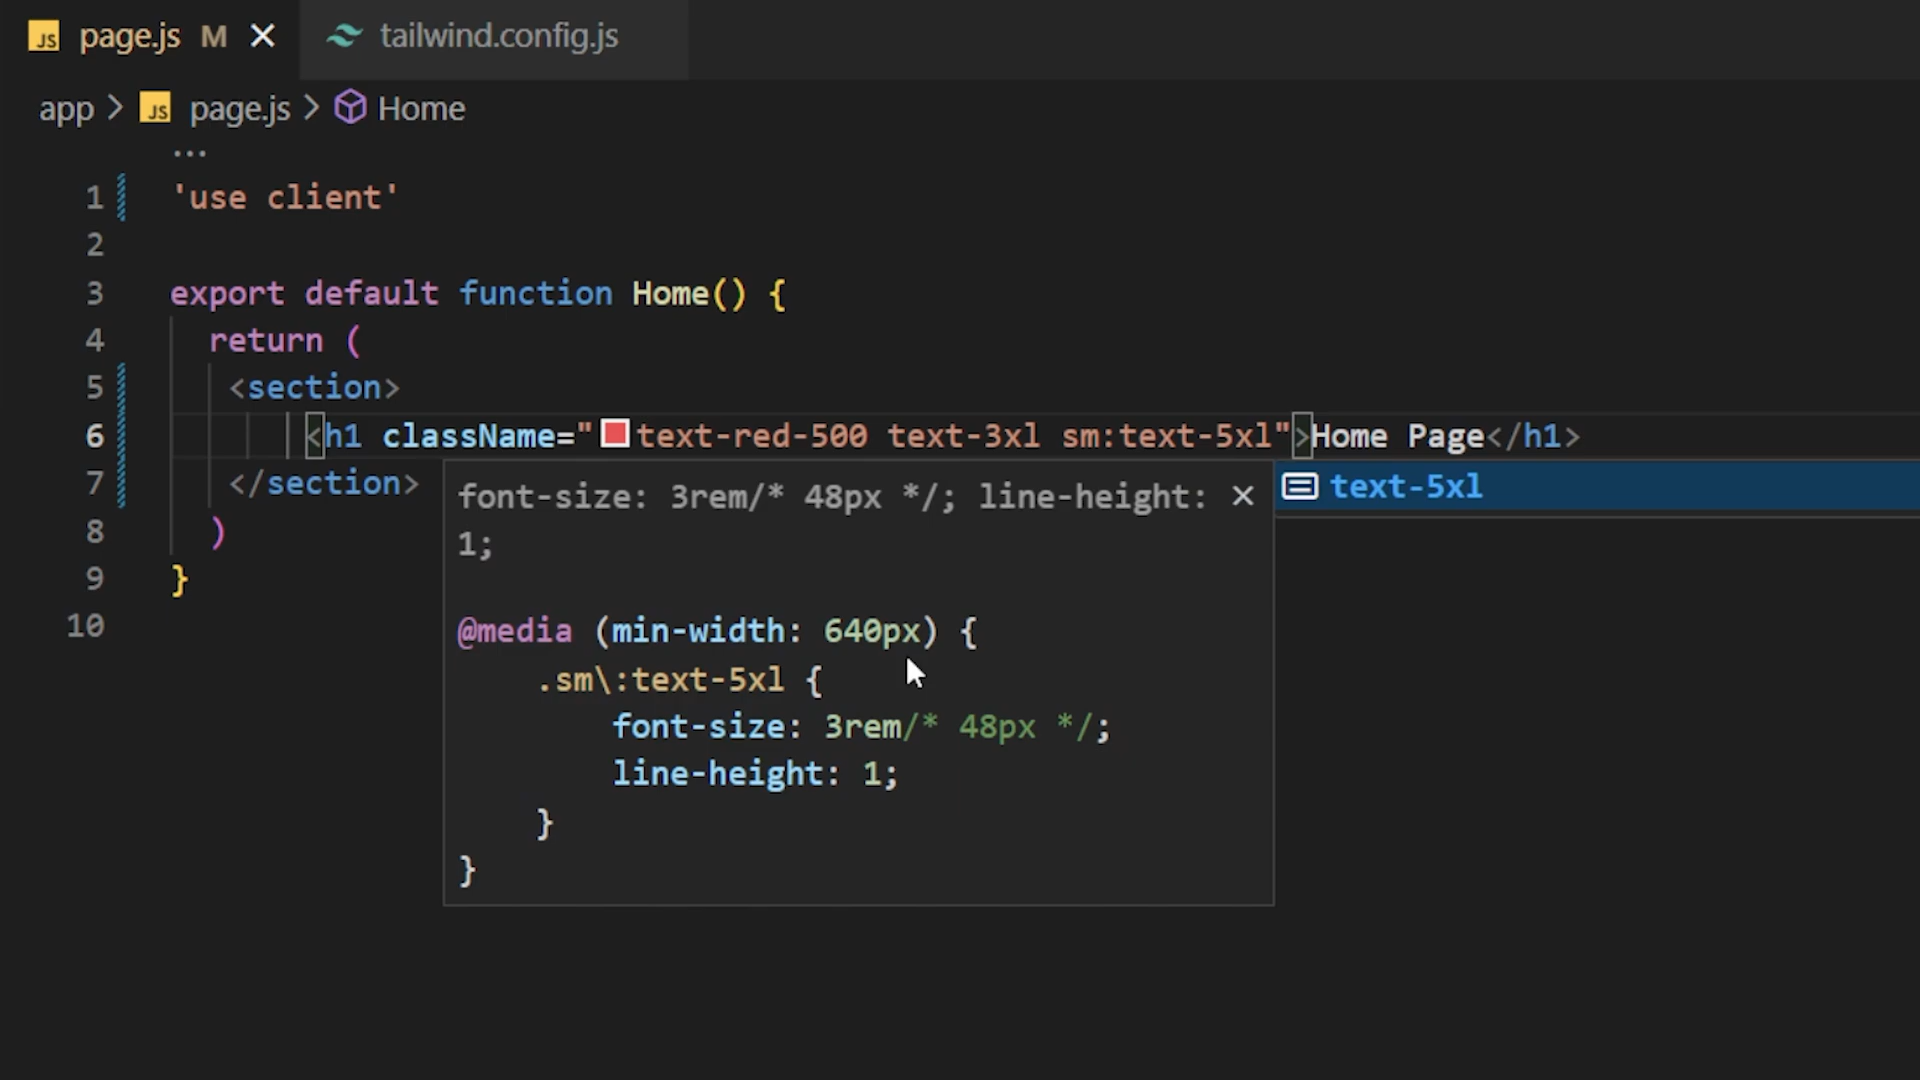 JS page.js M ×
tailwind.config.js
app > JS page.js > Home
...
1 'use client'
2
3 export default function Home() {
4 return (
5 <section>
6 <h1 className="text-red-500 text-3xl sm:text-5xl">Home Page</h1>
7 </section>
8 )
9 }
10
font-size: 3rem/* 48px */; line-height: ×
1;
@media (min-width: 640px) {
.sm\:text-5xl {
font-size: 3rem/* 48px */;
line-height: 1;
}
}
text-5xl